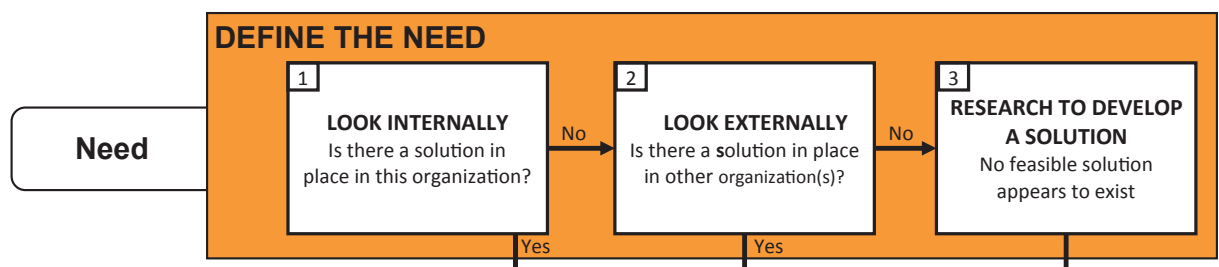 DEFINE THE NEED
Need
1
LOOK INTERNALLY
Is there a solution in
place in this organization?
No
Yes
2
LOOK EXTERNALLY
Is there a solution in place
in other organization(s)?
No
Yes
3
RESEARCH TO DEVELOP
A SOLUTION
No feasible solution
appears to exist